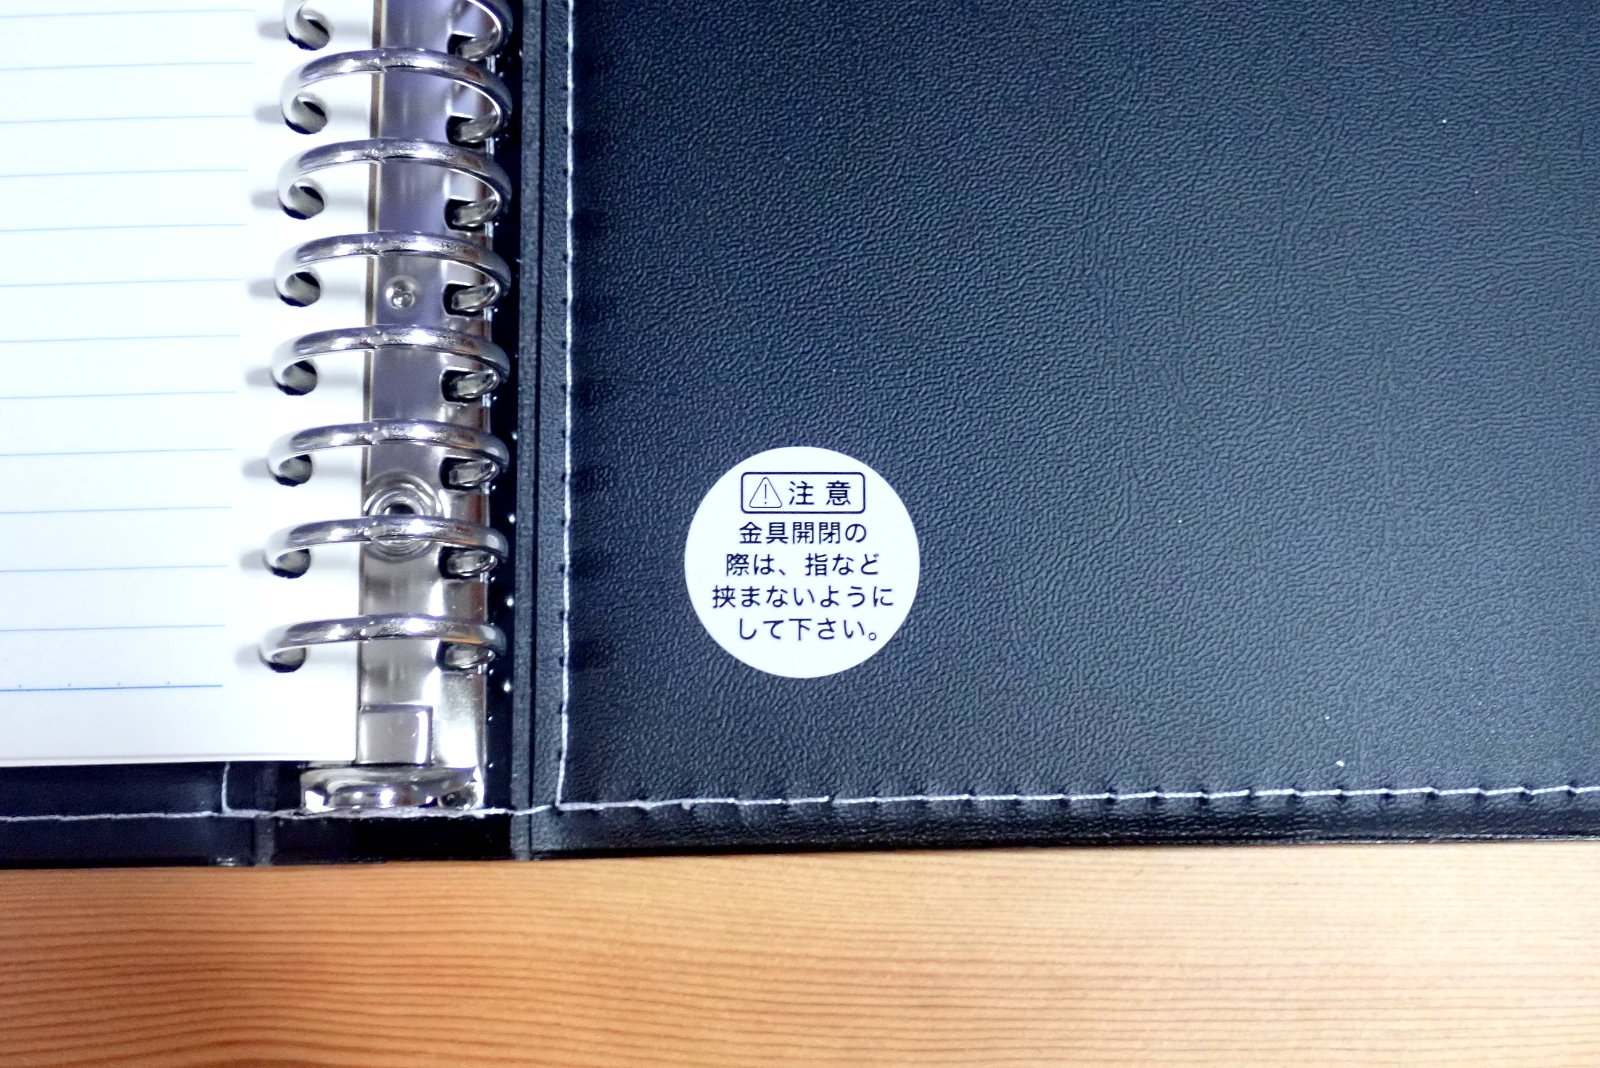 ⚠注意
金具開閉の
際は、指など
挟まないように
して下さい。